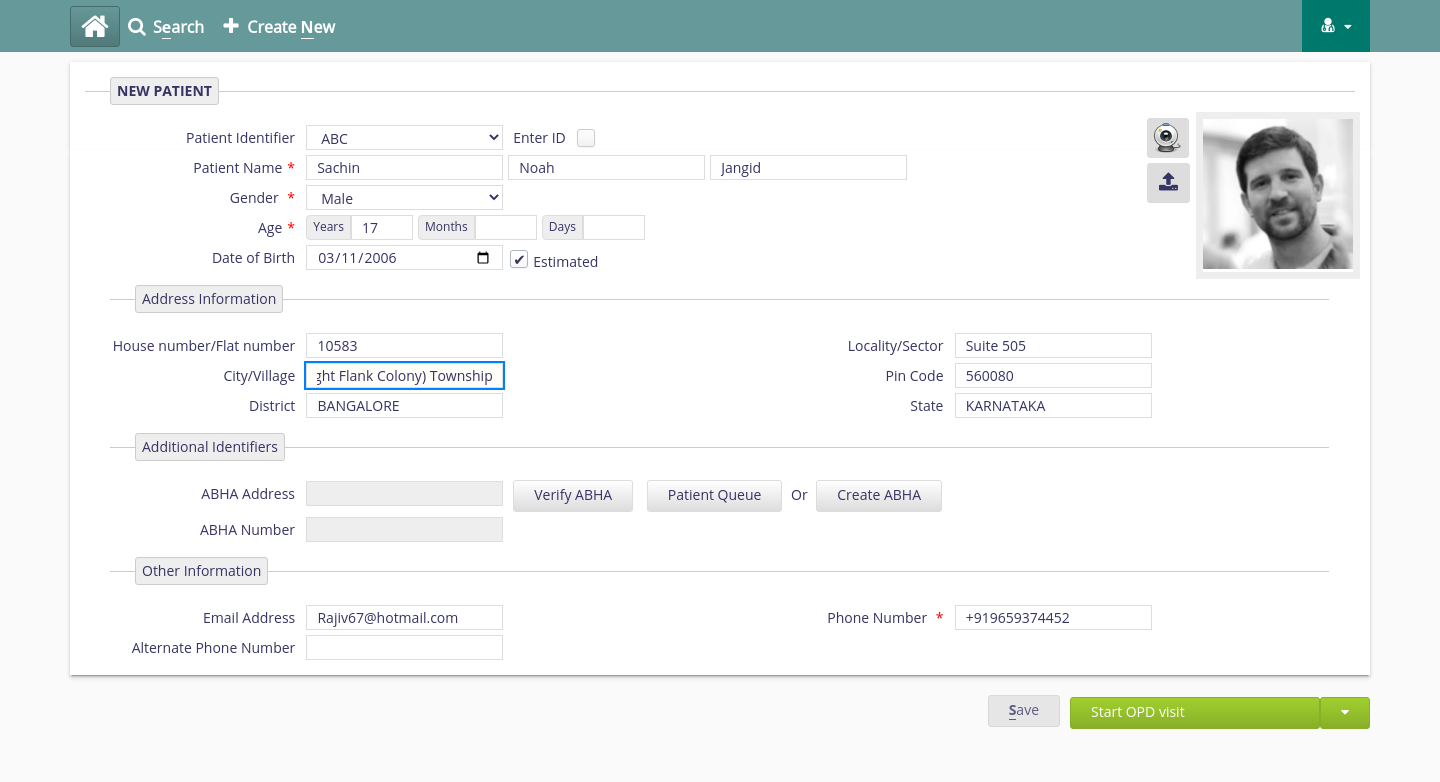 Search Create New
NEW PATIENT
Patient Identifier ABC Enter ID
Patient Name * Sachin Noah Jangid
Gender * Male
Age * Years 17 Months Days
Date of Birth 03/11/2006 Estimated
Address Information
House number/Flat number 10583 Locality/Sector Suite 505
City/Village ght Flank Colony) Township Pin Code 560080
District BANGALORE State KARNATAKA
Additional Identifiers
ABHA Address Verify ABHA Patient Queue Or Create ABHA
ABHA Number
Other Information
Email Address Rajiv67@hotmail.com Phone Number * +919659374452
Alternate Phone Number
Save Start OPD visit